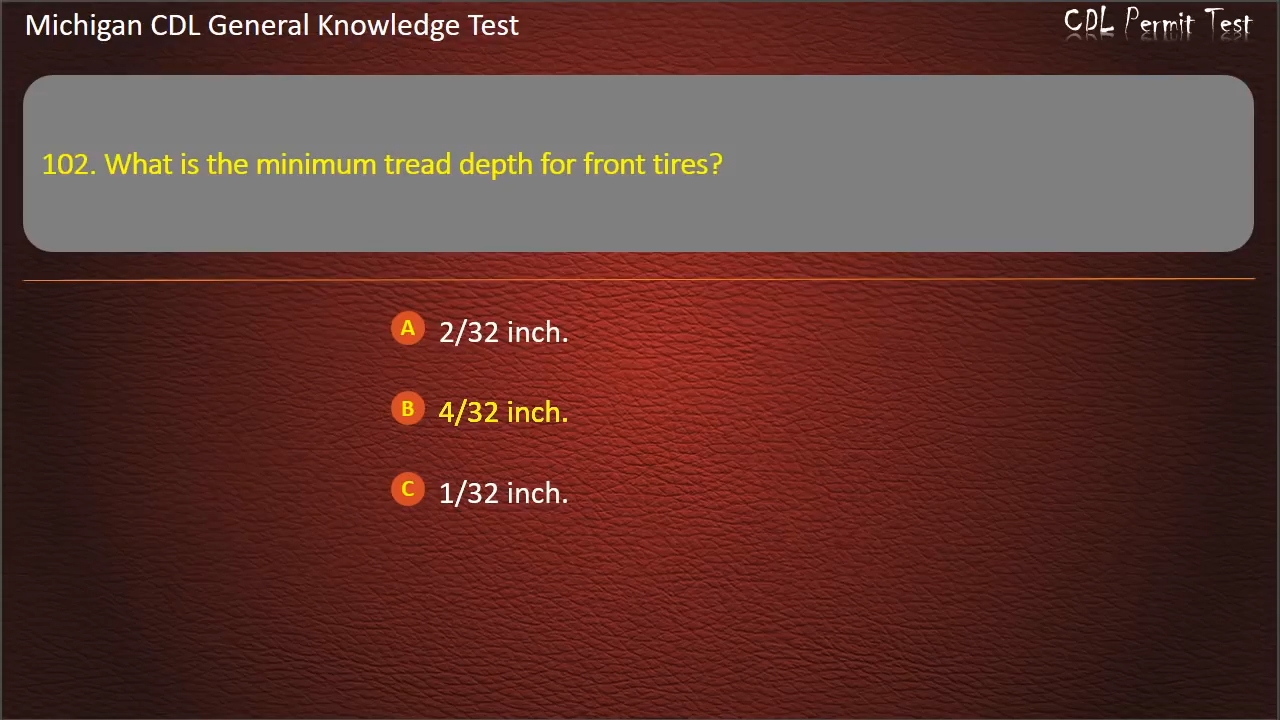 Michigan CDL General Knowledge Test
CDL Permit Test
102. What is the minimum tread depth for front tires?
A 2/32 inch.
B 4/32 inch.
C 1/32 inch.